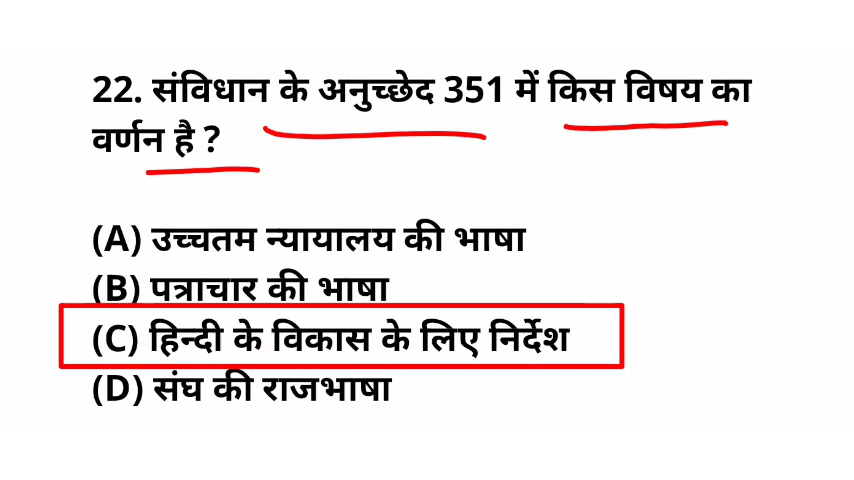 22. संविधान के अनुच्छेद 351 में किस विषय का
वर्णन है ?
(A) उच्चतम न्यायालय की भाषा
(B) पत्राचार की भाषा
(C) हिन्दी के विकास के लिए निर्देश
(D) संघ की राजभाषा